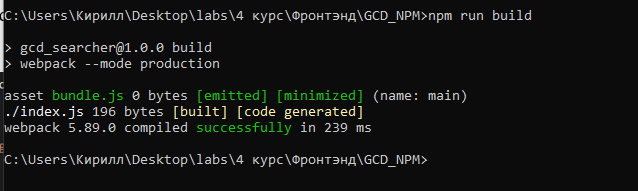 C:\Users\Кирилл\Desktop\labs\4 курс\Фронтэнд\GCD_NPM>npm run build
> gcd_searcher@1.0.0 build
> webpack --mode production
asset bundle.js 0 bytes [emitted] [minimized] (name: main)
./index.js 196 bytes [built] [code generated]
webpack 5.89.0 compiled successfully in 239 ms
C:\Users\Кирилл\Desktop\labs\4 курс\Фронтэнд\GCD_NPM>